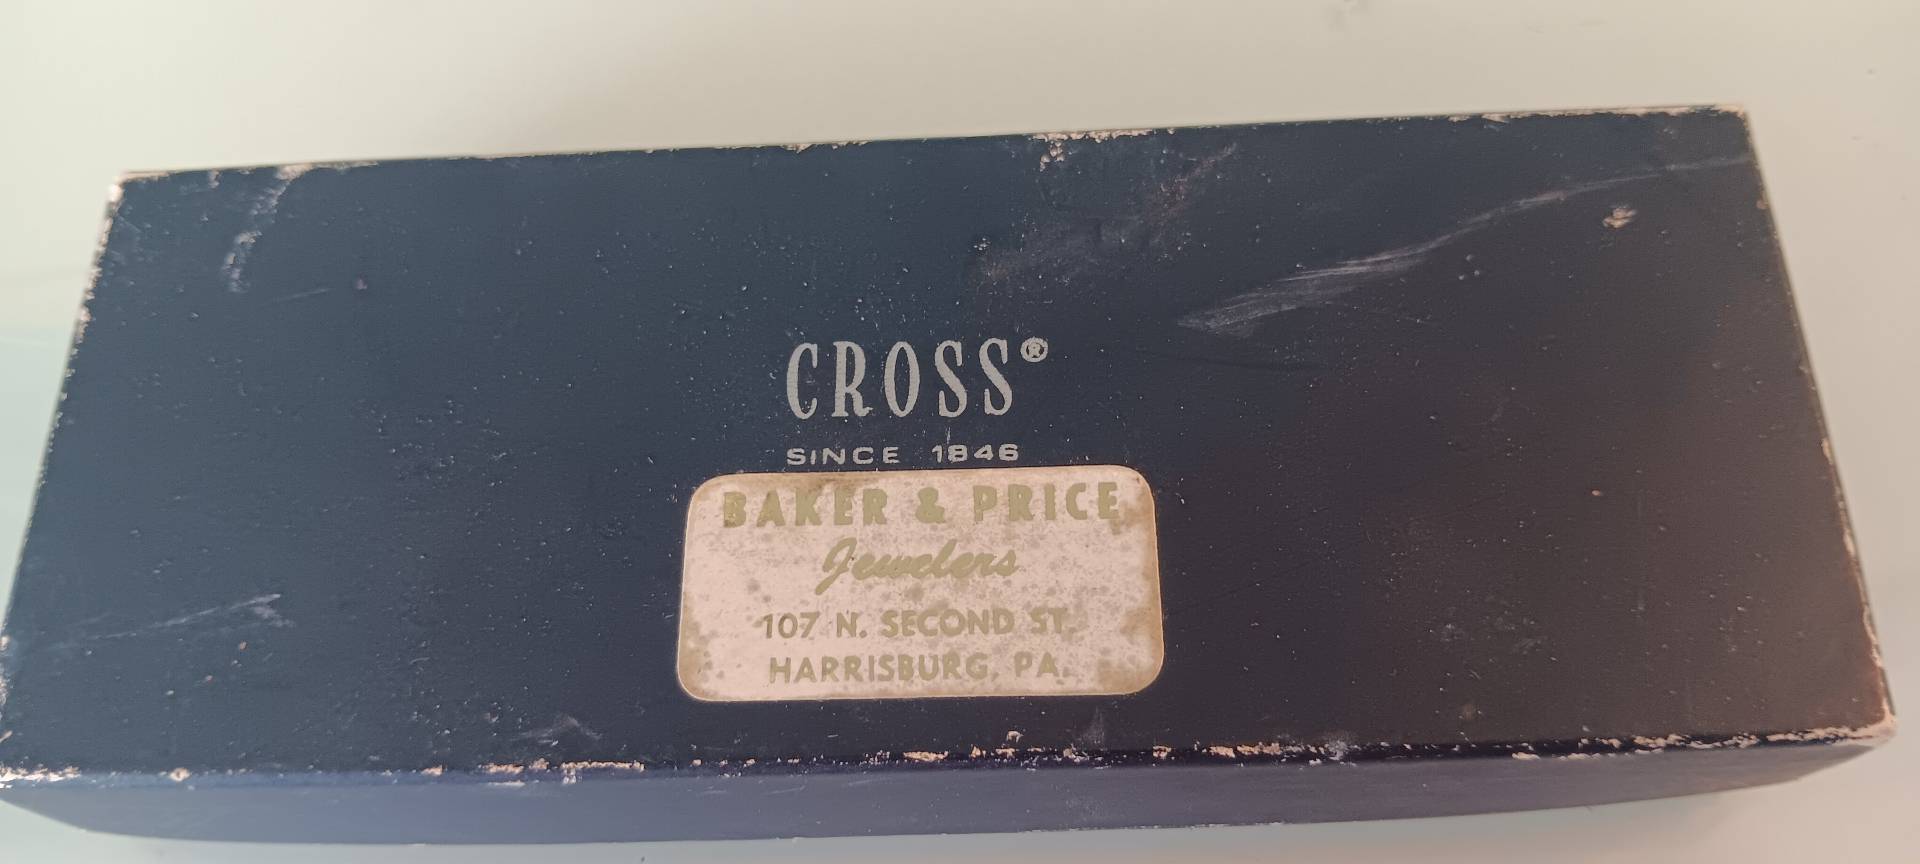 CROSS®
SINCE 1846
BAKER & PRICE
Jewelers
107 N. SECOND ST.
HARRISBURG, PA.